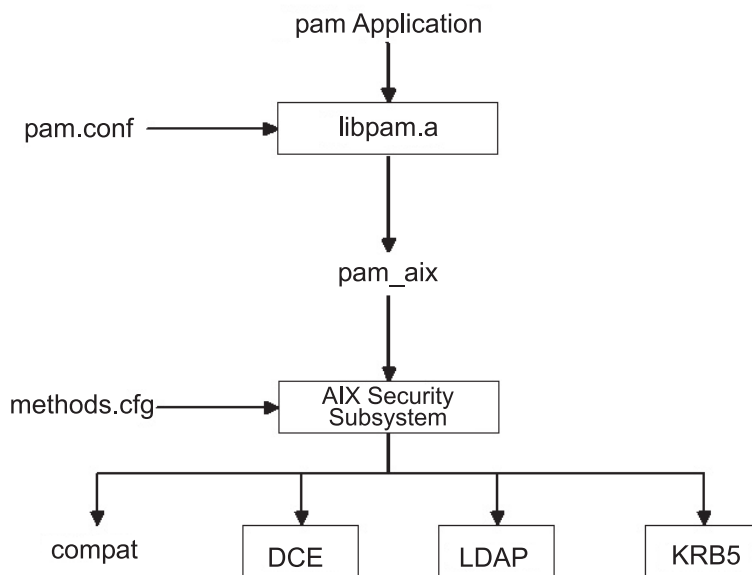 pam Application
pam.conf
libpam.a
pam_aix
methods.cfg
AIX Security
Subsystem
compat
DCE
LDAP
KRB5